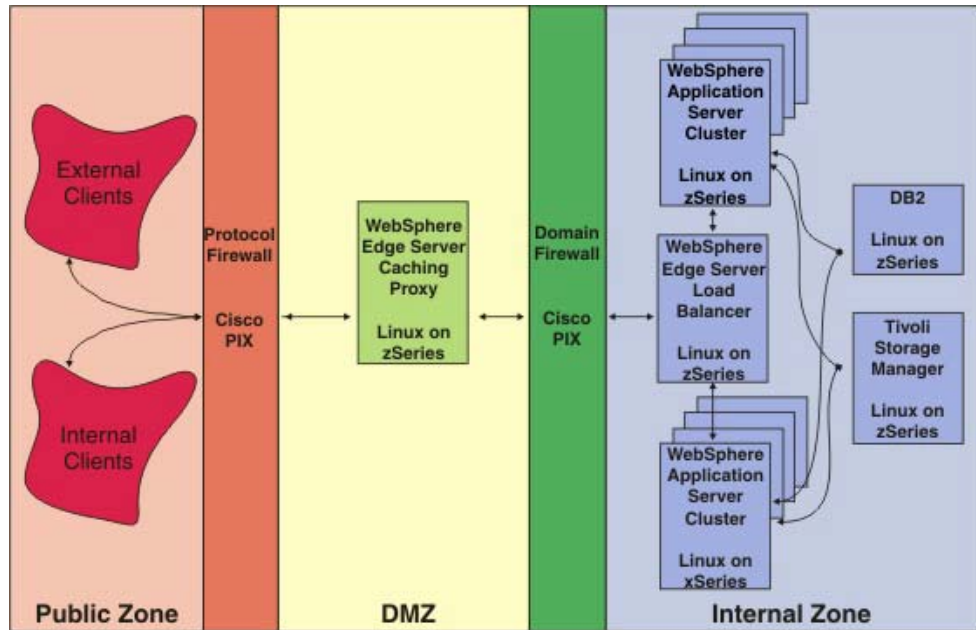 External
Clients
Internal
Clients
Public Zone
Protocol
Firewall
Cisco
PIX
WebSphere
Edge Server
Caching
Proxy
Linux on
zSeries
DMZ
Domain
Firewall
Cisco
PIX
WebSphere
Application
Server
Cluster
Linux on
zSeries
WebSphere
Edge Server
Load
Balancer
Linux on
zSeries
WebSphere
Application
Server
Cluster
Linux on
xSeries
DB2
Linux on
zSeries
Tivoli
Storage
Manager
Linux on
zSeries
Internal Zone